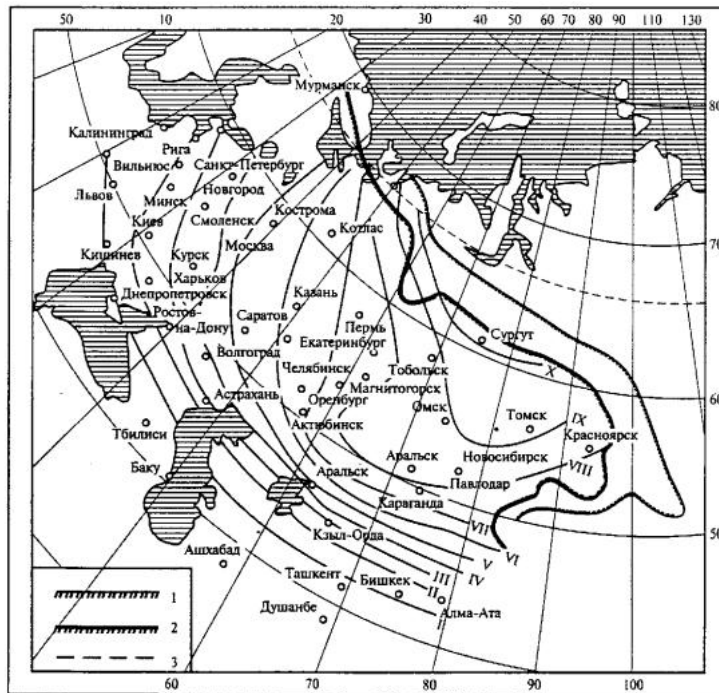 50 10 20 30 40 50 60 70 80 90 110 130
Мурманск
80
Калининград
Рига
Вильнюс
Санкт-Петербург
Львов
Минск
Новгород
Киев
Смоленск
Кострома
Москва
Котлас
70
Кишинев
Курск
Харьков
Днепропетровск
Казань
Ростов-
на-Дону
Саратов
Пермь
Екатеринбург
Сургут
Волгоград
Челябинск
Тобольск
X
60
Магнитогорск
Астрахань
Оренбург
Омск
IX
Томск
Актюбинск
Красноярск
Тбилиси
Новосибирск
VIII
Баку
Аральск
Аральск
Павлодар
Караганда
VII
50
Кзыл-Орда
VI
Ашхабад
V
IV
III
Ташкент
Бишкек
II
Душанбе
Алма-Ата
I
1
2
3
60 70 80 90 100